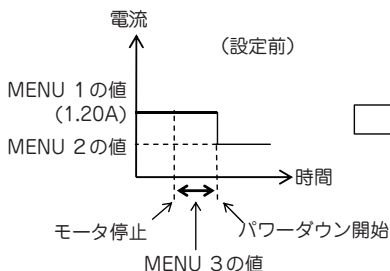 電流
（設定前）
MENU 1の値
（1.20A）
MENU 2の値
時間
モータ停止
パワーダウン開始
MENU 3の値